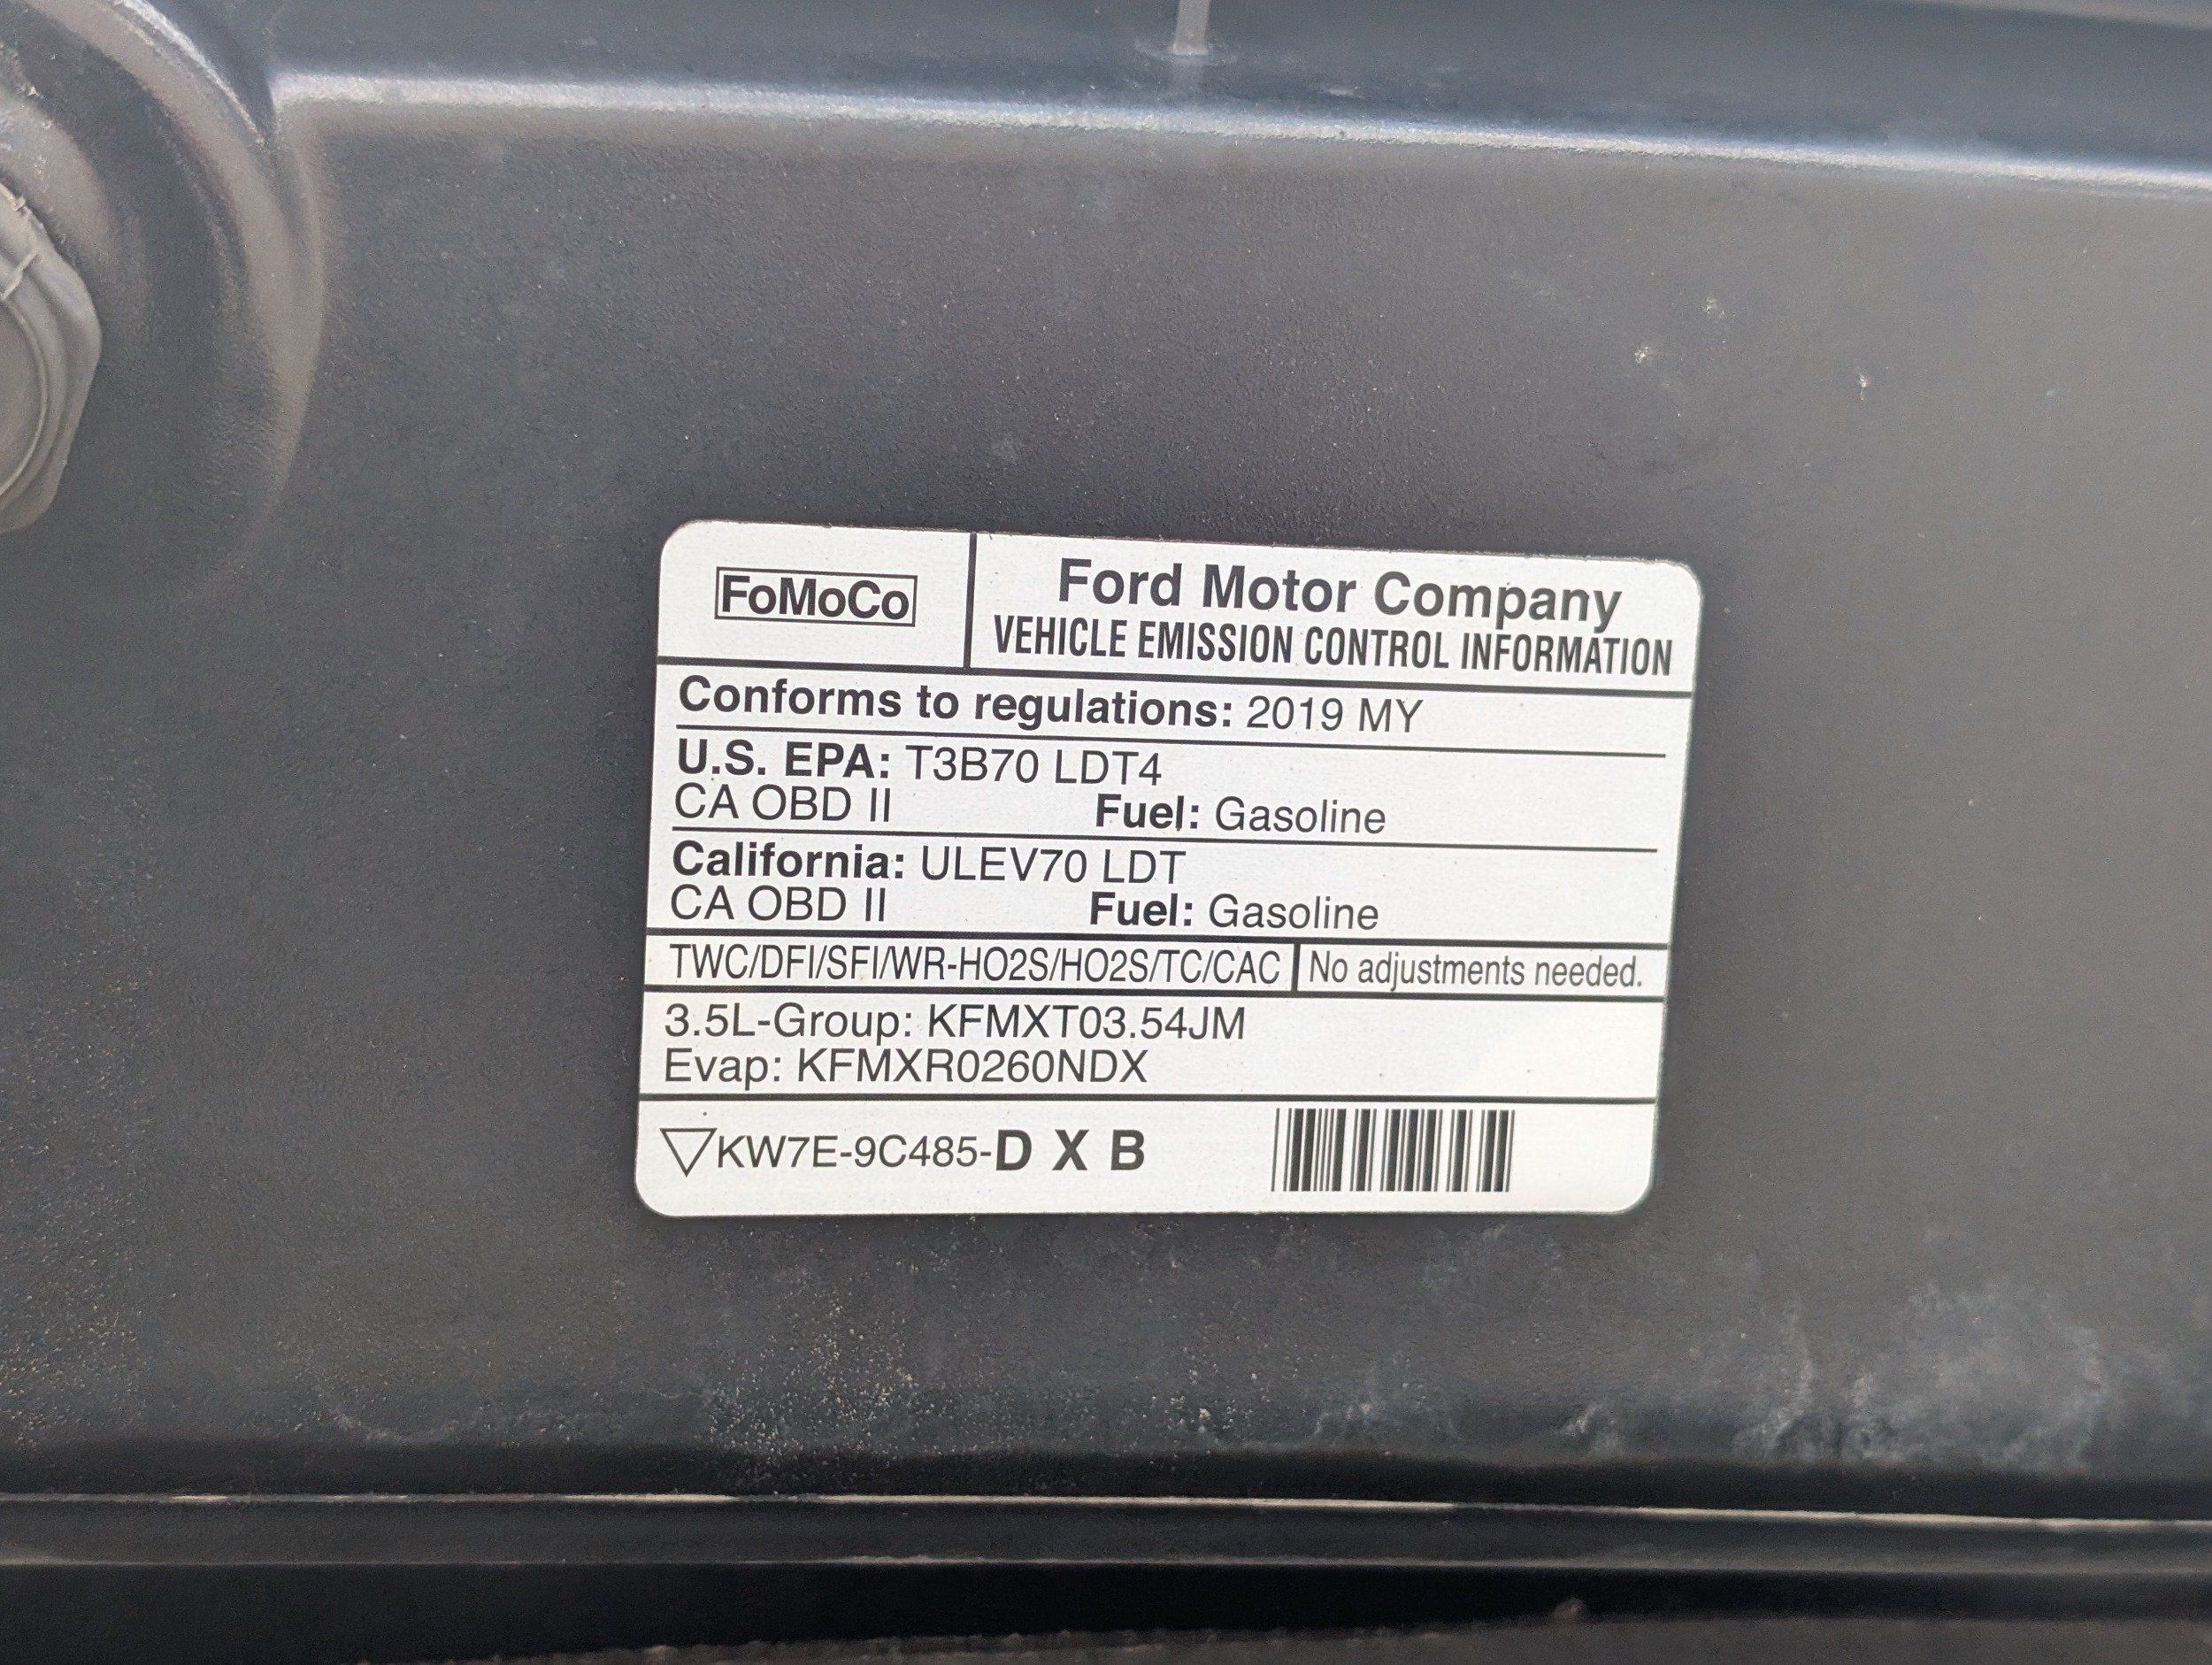 FoMoCo
Ford Motor Company
VEHICLE EMISSION CONTROL INFORMATION
Conforms to regulations: 2019 MY
U.S. EPA: T3B70 LDT4
CA OBD II Fuel: Gasoline
California: ULEV70 LDT
CA OBD II Fuel: Gasoline
TWC/DFI/SFI/WR-HO2S/HO2S/TC/CAC No adjustments needed.
3.5L-Group: KFMXT03.54JM
Evap: KFMXR0260NDX
▽KW7E-9C485-D X B